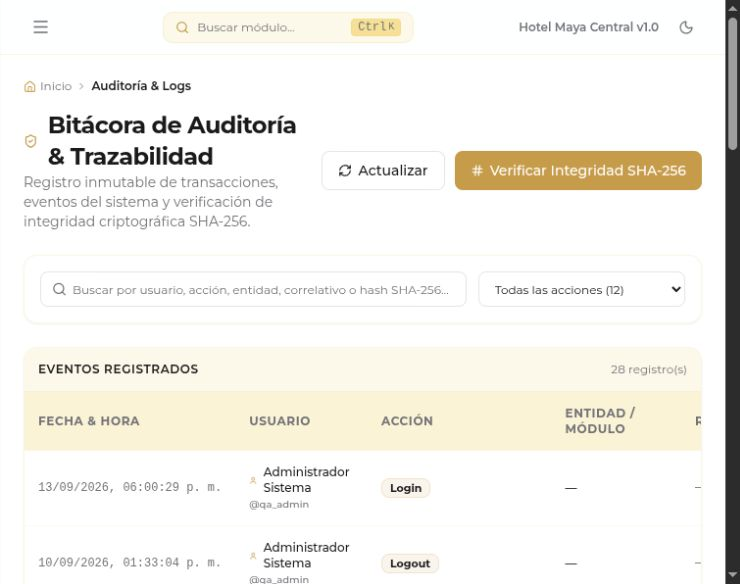 Buscar módulo...
Ctrl K
Hotel Maya Central v1.0
Inicio > Auditoría & Logs
Bitácora de Auditoría
& Trazabilidad
Registro inmutable de transacciones,
eventos del sistema y verificación de
integridad criptográfica SHA-256.
Actualizar
# Verificar Integridad SHA-256
Buscar por usuario, acción, entidad, correlativo o hash SHA-256...
Todas las acciones (12)
EVENTOS REGISTRADOS
28 registro(s)
FECHA & HORA
USUARIO
ACCIÓN
ENTIDAD /
MÓDULO
13/09/2026, 06:00:29 p. m.
Administrador
Sistema
@qa_admin
Login
—
10/09/2026, 01:33:04 p. m.
Administrador
Sistema
@qa_admin
Logout
—